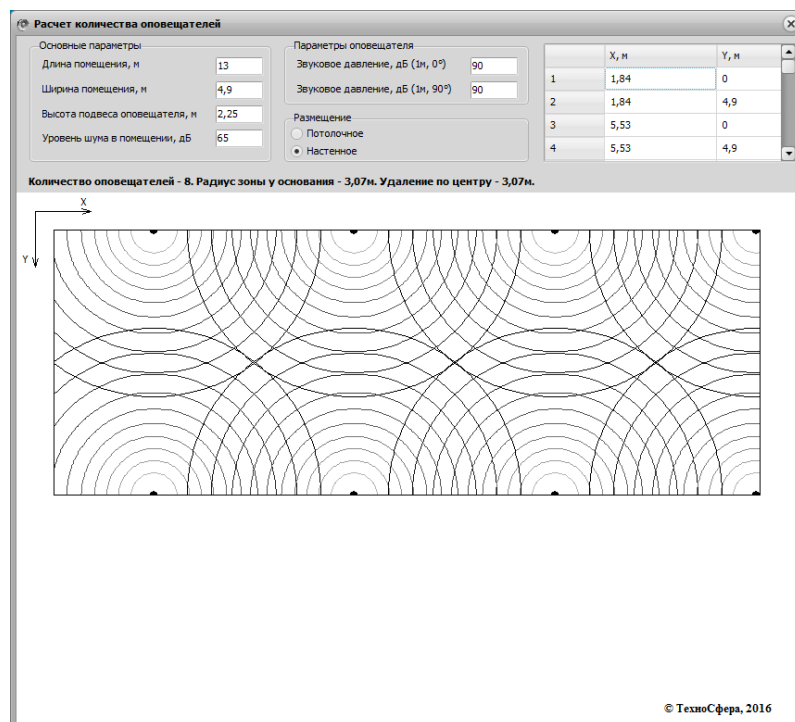 Расчет количества оповещателей
Основные параметры
Длина помещения, м 13
Ширина помещения, м 4,9
Высота подвеса оповещателя, м 2,25
Уровень шума в помещении, дБ 65
Параметры оповещателя
Звуковое давление, дБ (1м, 0°) 90
Звуковое давление, дБ (1м, 90°) 90
Размещение
Потолочное
Настенное
X, м Y, м
1 1,84 0
2 1,84 4,9
3 5,53 0
4 5,53 4,9
Количество оповещателей - 8. Радиус зоны у основания - 3,07м. Удаление по центру - 3,07м.
X
Y
© ТехноСфера, 2016